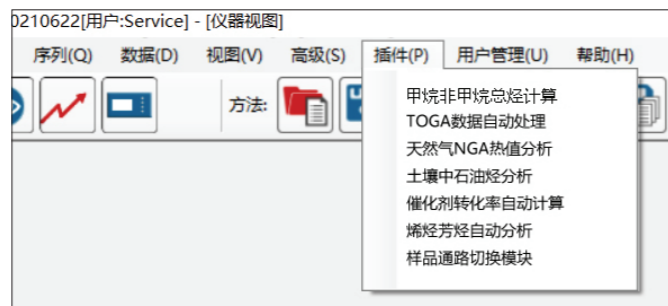 0210622[用户:Service] - [仪器视图]
序列(Q) 数据(D) 视图(V) 高级(S) 插件(P) 用户管理(U) 帮助(H)
方法:
甲烷非甲烷总烃计算
TOGA数据自动处理
天然气NGA热值分析
土壤中石油烃分析
催化剂转化率自动计算
烯烃芳烃自动分析
样品通路切换模块